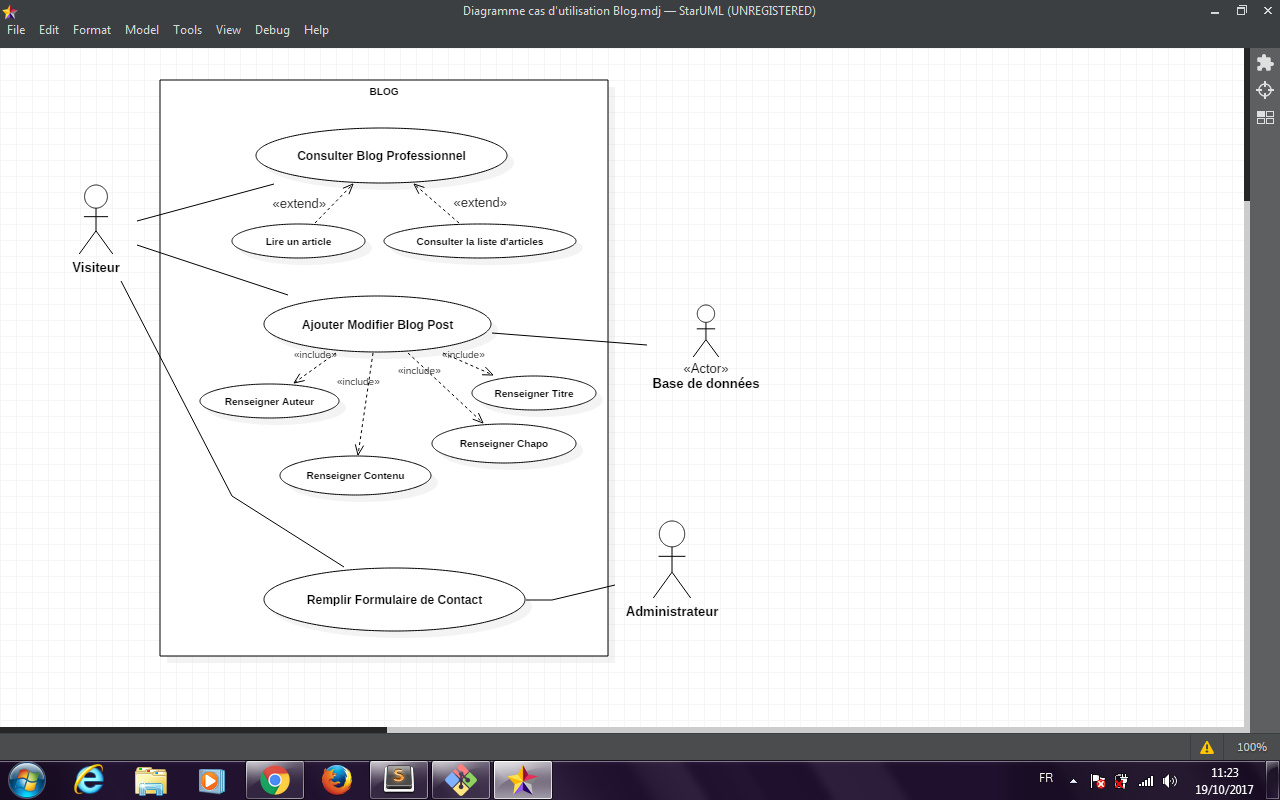 Diagramme cas d'utilisation Blog.mdj — StarUML (UNREGISTERED)
File Edit Format Model Tools View Debug Help
BLOG
Consulter Blog Professionnel
«extend»
«extend»
Lire un article
Consulter la liste d'articles
Visiteur
Ajouter Modifier Blog Post
«include»
«include»
«include»
«include»
«Actor»
Base de données
Renseigner Auteur
Renseigner Titre
Renseigner Chapo
Renseigner Contenu
Remplir Formulaire de Contact
Administrateur
100%
FR
11:23
19/10/2017